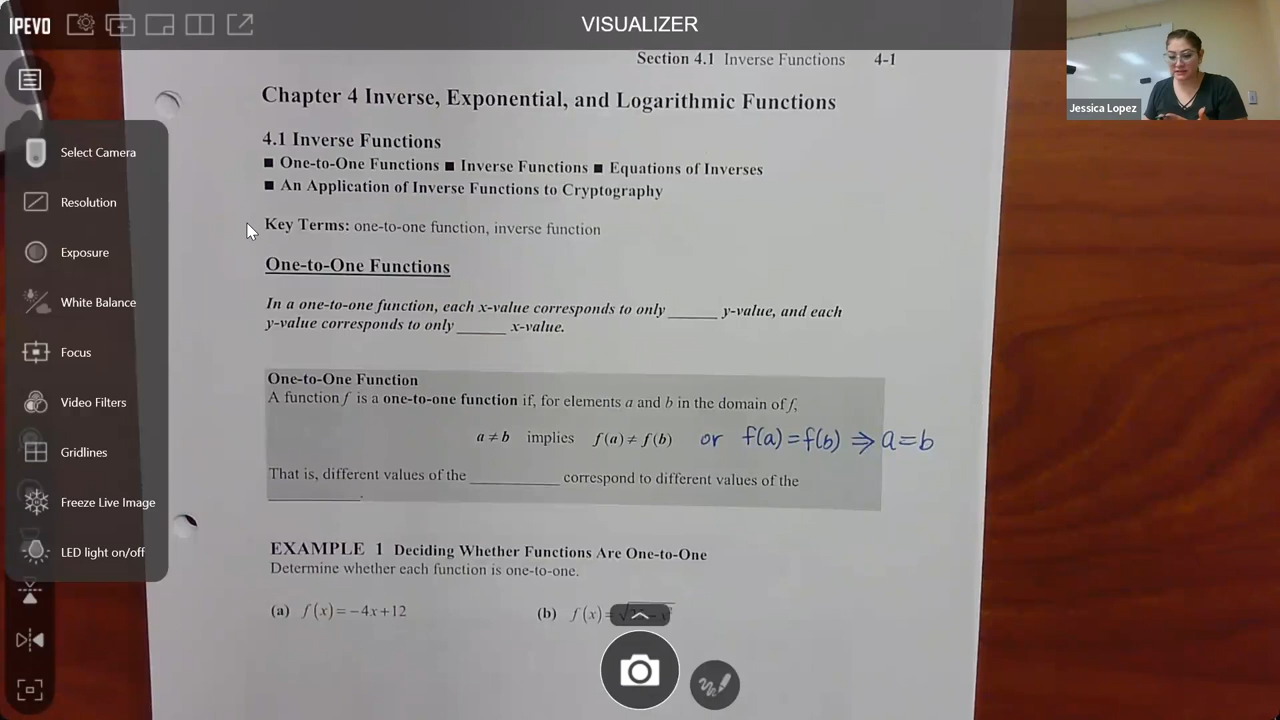 IPEVO
VISUALIZER
Jessica Lopez
Select Camera
Resolution
Exposure
White Balance
Focus
Video Filters
Gridlines
Freeze Live Image
LED light on/off
Section 4.1 Inverse Functions 4-1
Chapter 4 Inverse, Exponential, and Logarithmic Functions
4.1 Inverse Functions
■ One-to-One Functions ■ Inverse Functions ■ Equations of Inverses
■ An Application of Inverse Functions to Cryptography
Key Terms: one-to-one function, inverse function
One-to-One Functions
In a one-to-one function, each x-value corresponds to only ______ y-value, and each
y-value corresponds to only ______ x-value.
One-to-One Function
A function f is a one-to-one function if, for elements a and b in the domain of f,
a ≠ b implies f(a) ≠ f(b) or f(a)=f(b) ⇒ a=b
That is, different values of the ___________ correspond to different values of the
___________.
EXAMPLE 1 Deciding Whether Functions Are One-to-One
Determine whether each function is one-to-one.
(a) f(x) = −4x+12 (b) f(x) =